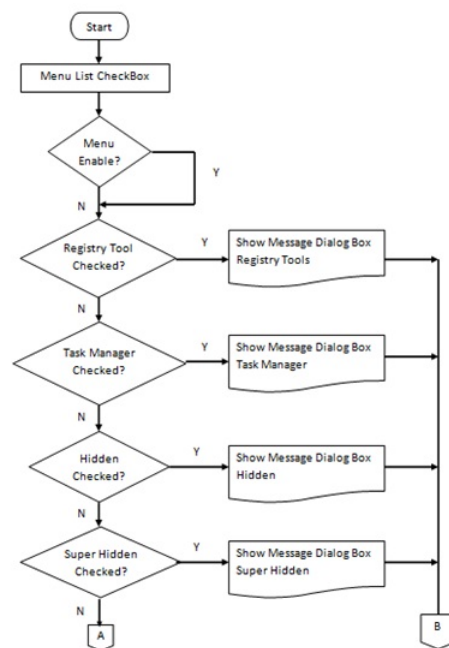 Start
Menu List CheckBox
Menu
Enable?
Y
N
Registry Tool
Checked?
Y
Show Message Dialog Box
Registry Tools
N
Task Manager
Checked?
Y
Show Message Dialog Box
Task Manager
N
Hidden
Checked?
Y
Show Message Dialog Box
Hidden
N
Super Hidden
Checked?
Y
Show Message Dialog Box
Super Hidden
N
A
B